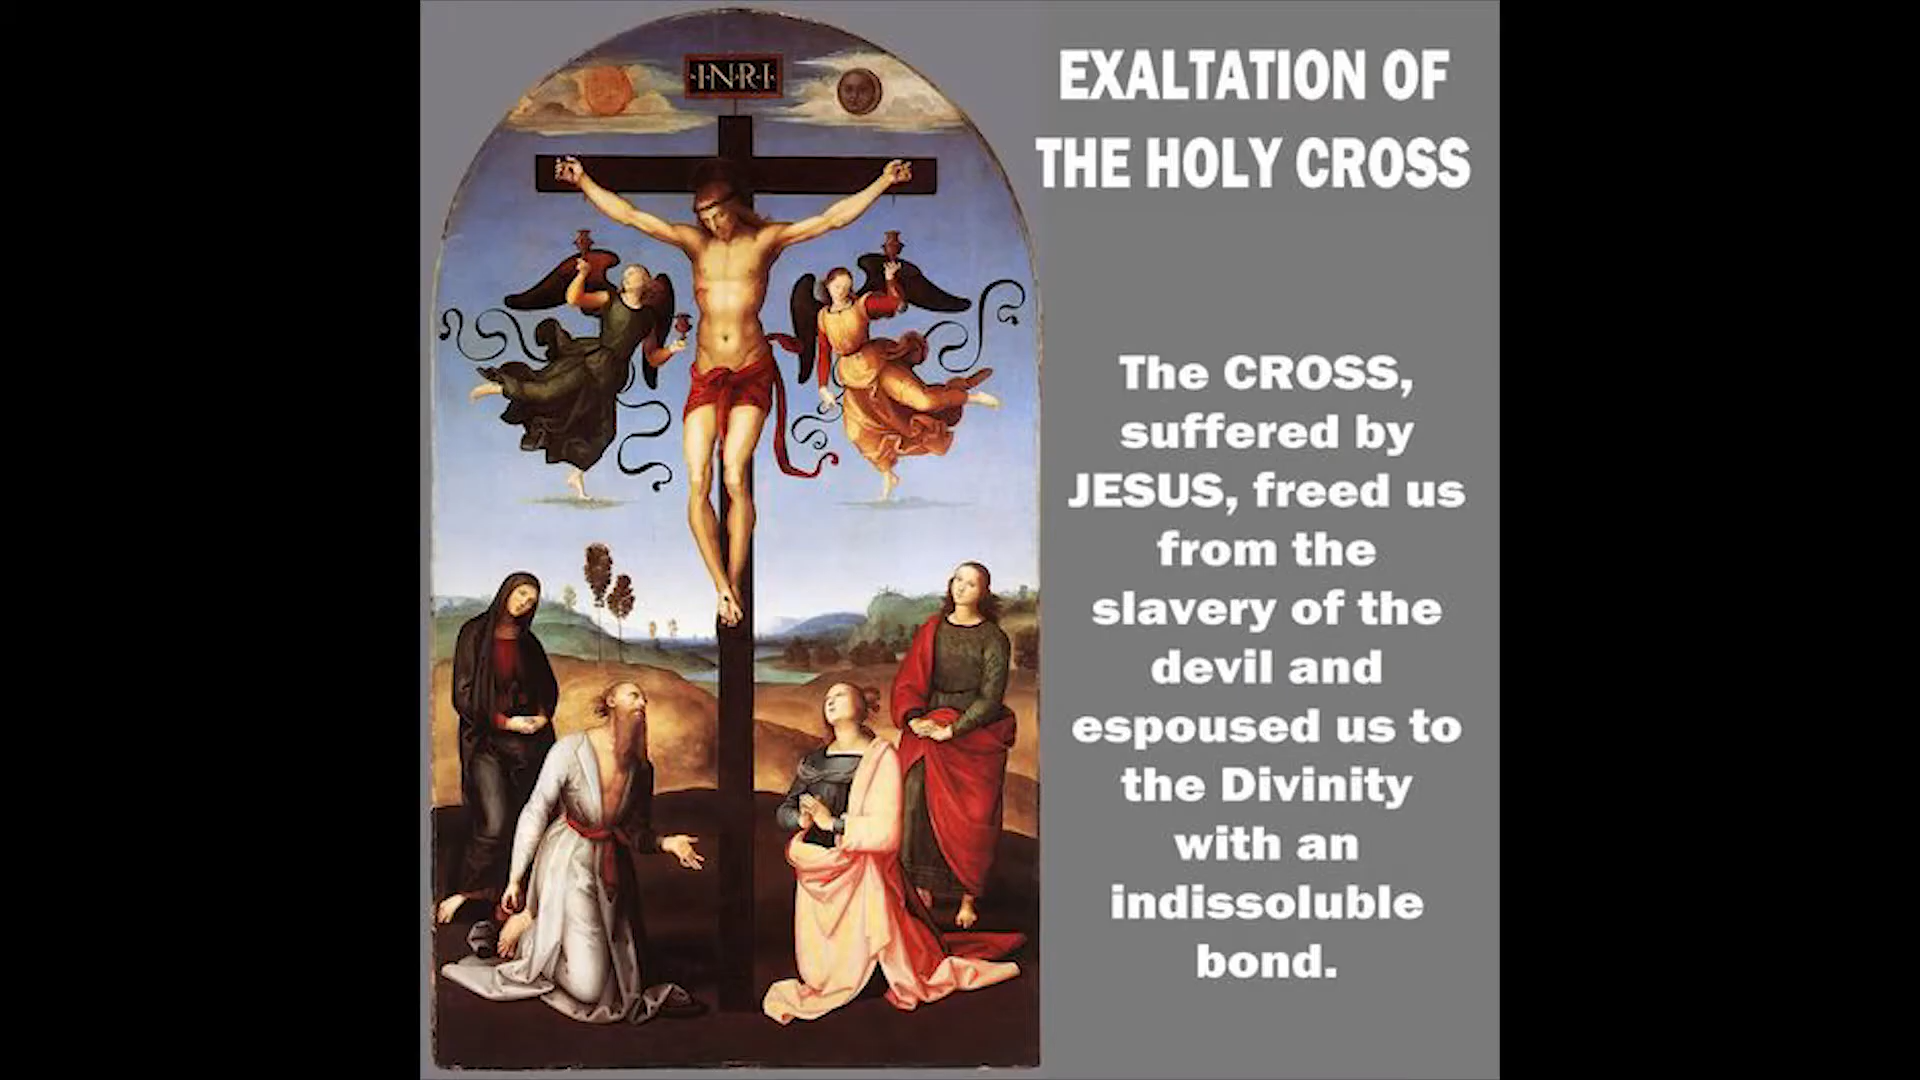 ·I·N·R·I·
EXALTATION OF
THE HOLY CROSS
The CROSS,
suffered by
JESUS, freed us
from the
slavery of the
devil and
espoused us to
the Divinity
with an
indissoluble
bond.